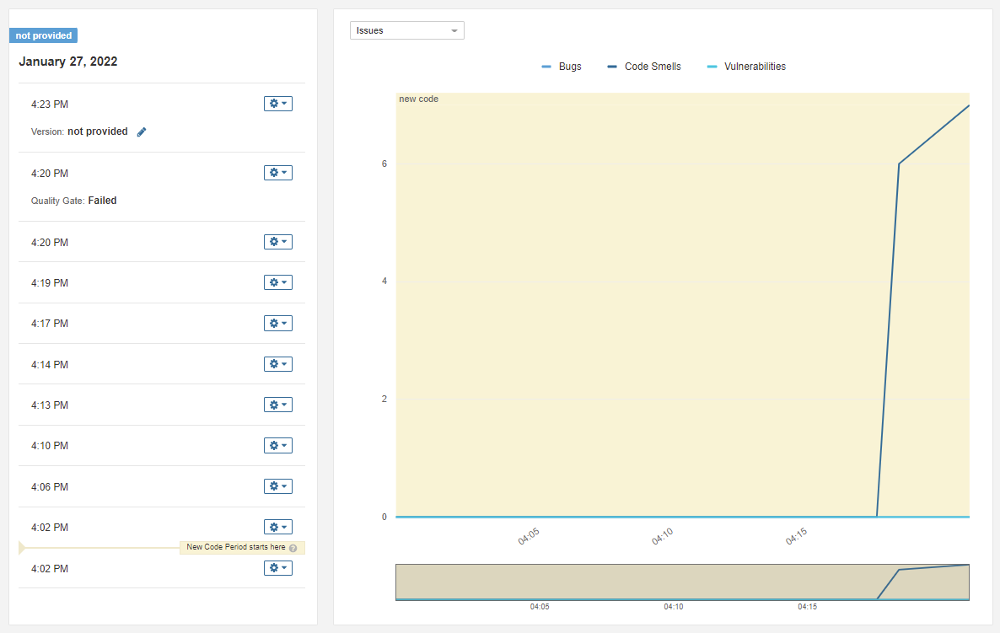 not provided
January 27, 2022
4:23 PM
Version: not provided
4:20 PM
Quality Gate: Failed
4:20 PM
4:19 PM
4:17 PM
4:14 PM
4:13 PM
4:10 PM
4:06 PM
4:02 PM
New Code Period starts here ?
4:02 PM
Issues
Bugs Code Smells Vulnerabilities
new code
6
4
2
0
04:05 04:10 04:15
04:05 04:10 04:15